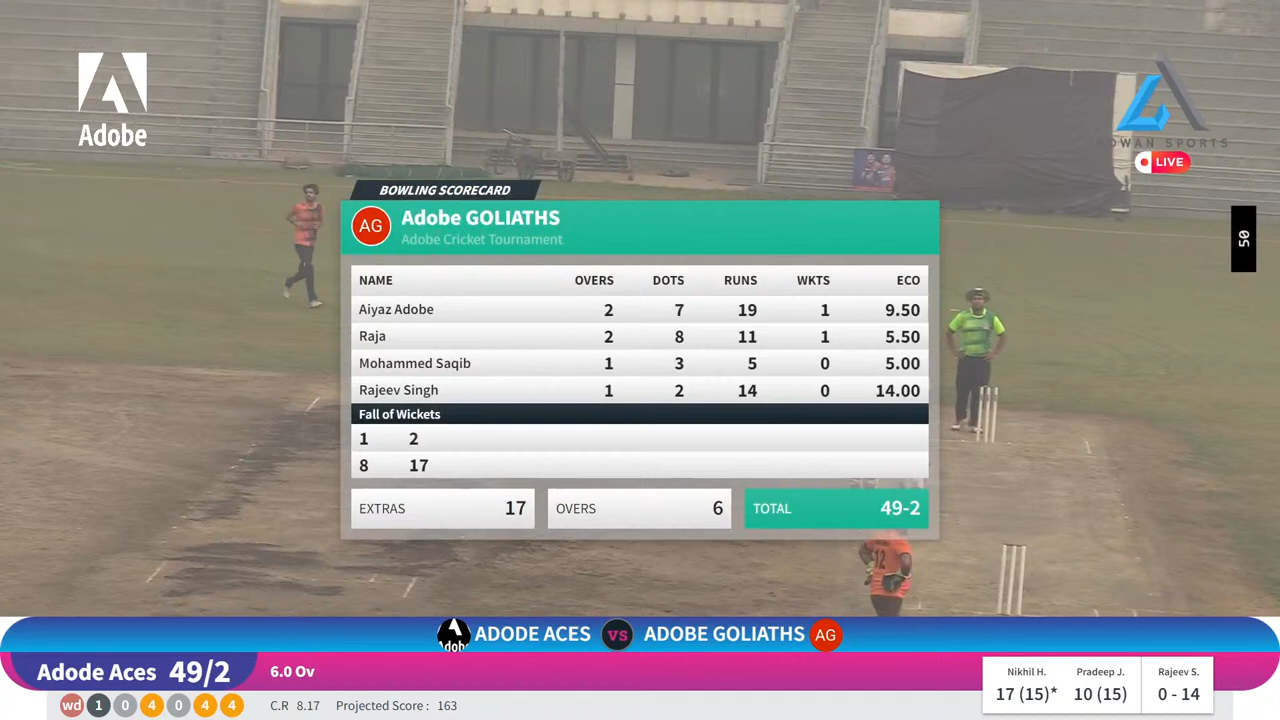 Adobe
ADWAN SPORTS
LIVE
50
BOWLING SCORECARD
AG
Adobe GOLIATHS
Adobe Cricket Tournament
NAME OVERS DOTS RUNS WKTS ECO
Aiyaz Adobe 2 7 19 1 9.50
Raja 2 8 11 1 5.50
Mohammed Saqib 1 3 5 0 5.00
Rajeev Singh 1 2 14 0 14.00
Fall of Wickets
1 2
8 17
EXTRAS 17 OVERS 6 TOTAL 49-2
12
Adobe ADODE ACES VS ADOBE GOLIATHS AG
Adode Aces 49/2 6.0 Ov
Nikhil H. Pradeep J. Rajeev S.
17 (15)* 10 (15) 0 - 14
wd 1 0 4 0 4 4 C.R 8.17 Projected Score : 163